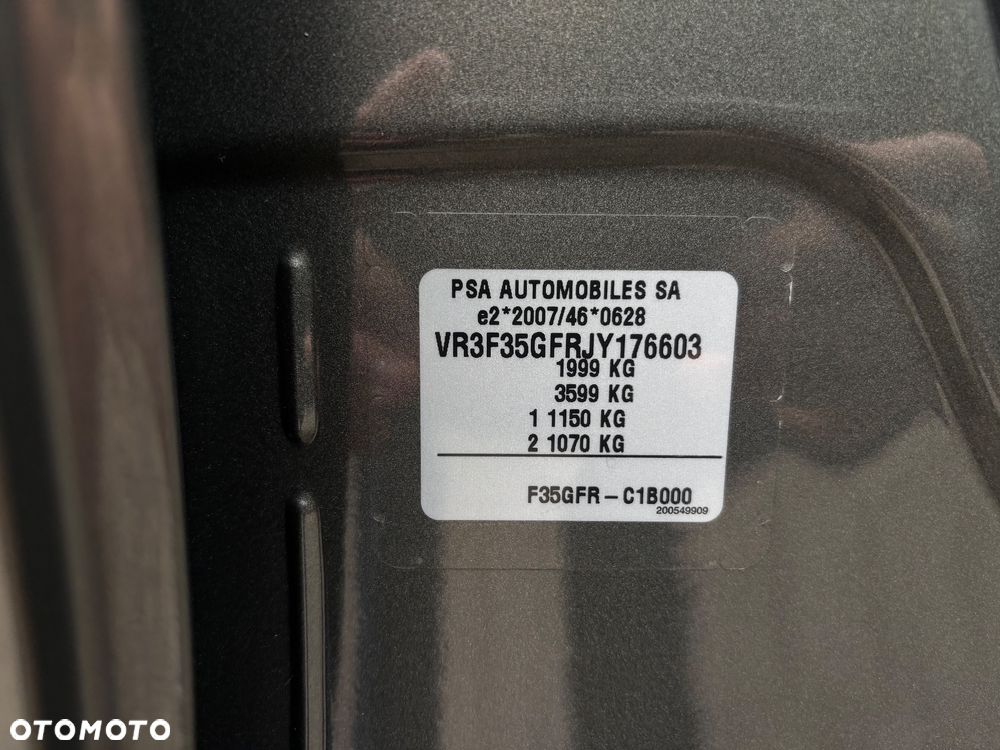 PSA AUTOMOBILES SA
e2*2007/46*0628
VR3F35GFRJY176603
1999 KG
3599 KG
1 1150 KG
2 1070 KG
F35GFR - C1B000
200549909
OTOMOTO